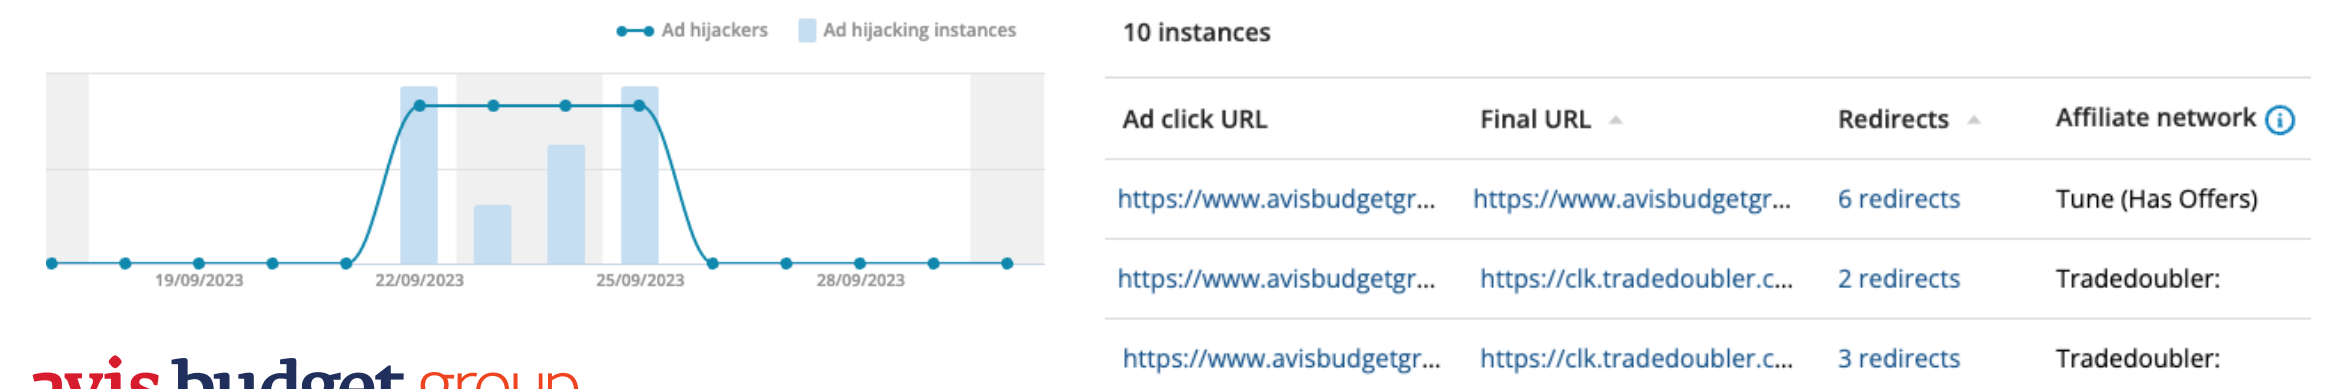 Ad hijackers Ad hijacking instances
19/09/2023 22/09/2023 25/09/2023 28/09/2023
avis budget group
10 instances
Ad click URL Final URL Redirects Affiliate network
https://www.avisbudgetgr... https://www.avisbudgetgr... 6 redirects Tune (Has Offers)
https://www.avisbudgetgr... https://clk.tradedoubler.c... 2 redirects Tradedoubler:
https://www.avisbudgetgr... https://clk.tradedoubler.c... 3 redirects Tradedoubler: